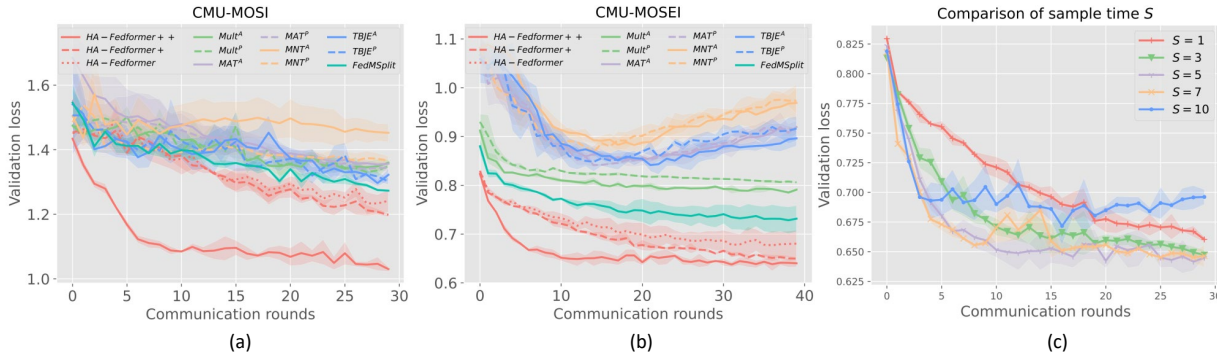 CMU-MOSI
HA-Fedformer++ Mult^A MAT^P TBJE^A
HA-Fedformer+ Mult^P MNT^A TBJE^P
HA-Fedformer MAT^A MNT^P FedMSplit
Validation loss
1.6
1.4
1.2
1.0
0 5 10 15 20 25 30
Communication rounds
(a)
CMU-MOSEI
HA-Fedformer++ Mult^A MAT^P TBJE^A
HA-Fedformer+ Mult^P MNT^A TBJE^P
HA-Fedformer MAT^A MNT^P FedMSplit
Validation loss
1.1
1.0
0.9
0.8
0.7
0.6
0 10 20 30 40
Communication rounds
(b)
Comparison of sample time S
S = 1
S = 3
S = 5
S = 7
S = 10
Validation loss
0.825
0.800
0.775
0.750
0.725
0.700
0.675
0.650
0.625
0 5 10 15 20 25 30
Communication rounds
(c)